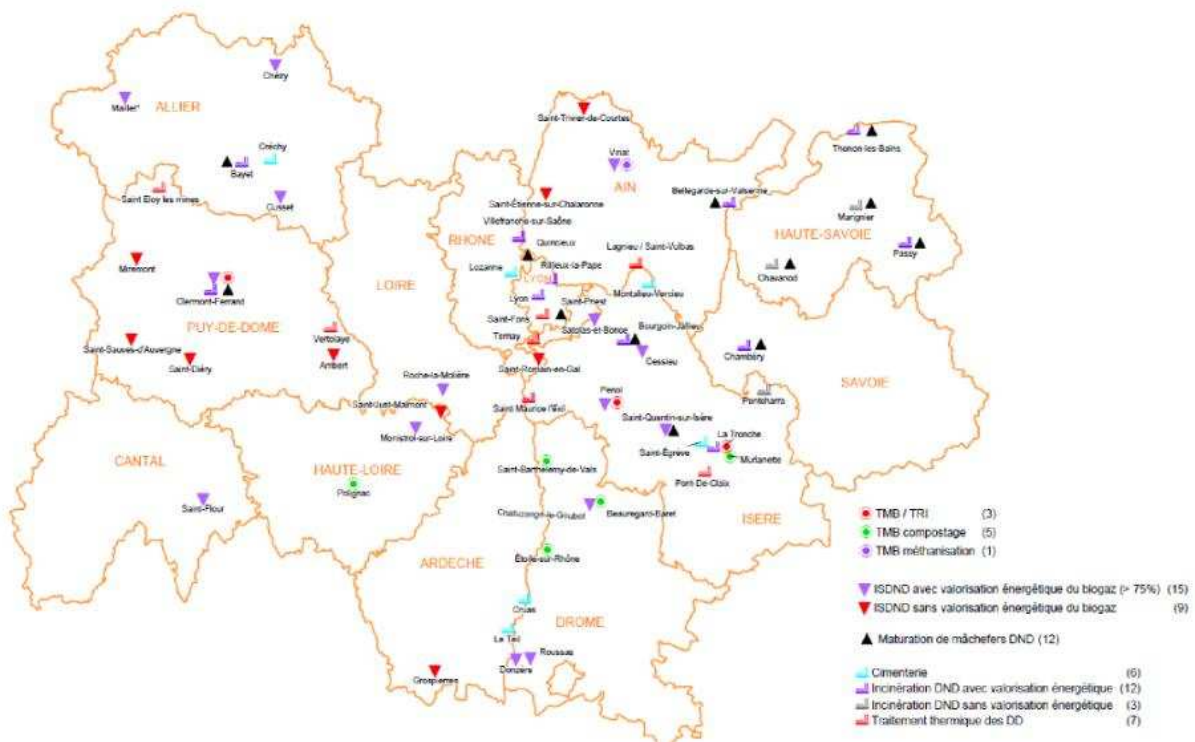 Chézy
Maillet*
ALLIER
Saint-Trivier-de-Courtes
Thonon-les-Bains
Viriat
Créchy
Bayet
AIN
Saint Eloy les mines
Cusset
Bellegarde-sur-Valserine
Saint-Étienne-sur-Chalaronne
Marignier
Villefranche-sur-Saône
HAUTE-SAVOIE
RHONE
Quincieux
Lagnieu / Saint-Vulbas
Passy
Miremont
Lozanne
Rillieux-la-Pape
Chavanod
LYON
LOIRE
Montalieu-Vercieu
Clermont-Ferrand
Lyon
Saint-Priest
Saint-Fons
Satolas-et-Bonce
Bourgoin-Jallieu
PUY-DE-DOME
Vertolaye
Ternay
Saint-Sauves-d'Auvergne
Cessieu
Chambéry
Saint-Diéry
Ambert
Saint-Romain-en-Gal
Roche-la-Molière
SAVOIE
Pontcharra
Penol
Saint-Just-Malmont
Saint Maurice l'Exil
Saint-Quentin-sur-Isère
Monistrol-sur-Loire
La Tronche
Saint-Égrève
Murianette
CANTAL
HAUTE-LOIRE
Saint-Barthelemy-de-Vals
Pont-De-Claix
Polignac
Saint-Flour
Chatuzange-le-Goubet
Beauregard-Baret
ISERE
TMB / TRI (3)
TMB compostage (5)
TMB méthanisation (1)
Étoile-sur-Rhône
ARDECHE
ISDND avec valorisation énergétique du biogaz (> 75%) (15)
ISDND sans valorisation énergétique du biogaz (9)
Cruas
DROME
Le Teil
Maturation de mâchefers DND (12)
Roussas
Donzère
Grospierres
Cimenterie (6)
Incinération DND avec valorisation énergétique (12)
Incinération DND sans valorisation énergétique (3)
Traitement thermique des DD (7)